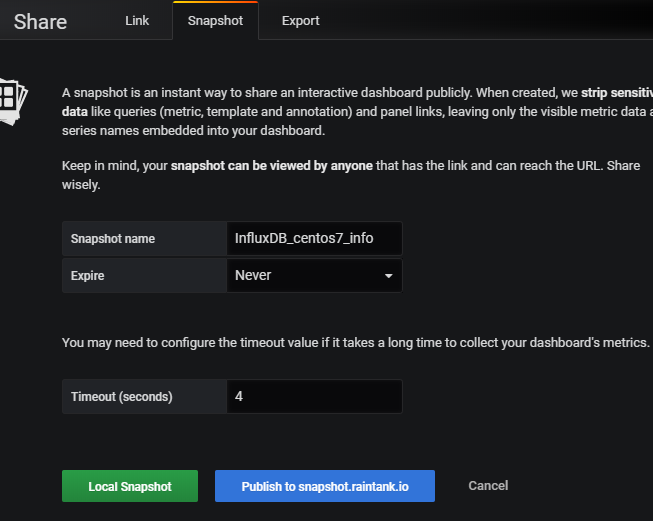 Share Link Snapshot Export
A snapshot is an instant way to share an interactive dashboard publicly. When created, we strip
data like queries (metric, template and annotation) and panel links, leaving only the visible metric data
series names embedded into your dashboard.
Keep in mind, your snapshot can be viewed by anyone that has the link and can reach the URL. Share
wisely.
Snapshot name InfluxDB_centos7_info
Expire Never
You may need to configure the timeout value if it takes a long time to collect your dashboard's metrics.
Timeout (seconds) 4
Local Snapshot Publish to snapshot.raintank.io Cancel